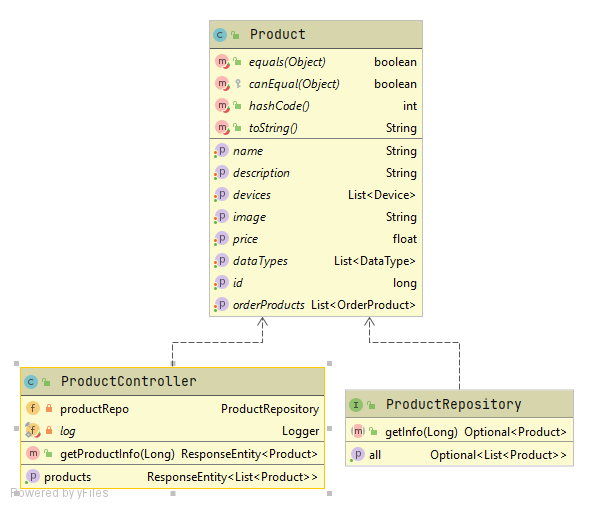 Product
equals(Object) boolean
canEqual(Object) boolean
hashCode() int
toString() String
name String
description String
devices List<Device>
image String
price float
dataTypes List<DataType>
id long
orderProducts List<OrderProduct>
ProductController
productRepo ProductRepository
log Logger
getProductInfo(Long) ResponseEntity<Product>
products ResponseEntity<List<Product>>
ProductRepository
getInfo(Long) Optional<Product>
all Optional<List<Product>>
Powered by yFiles